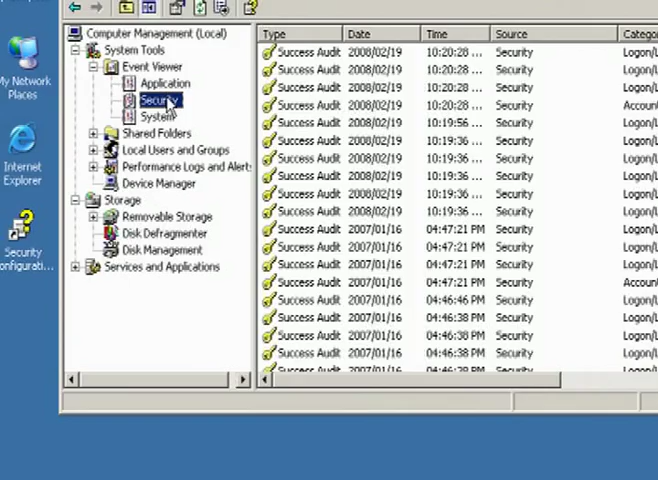 My Network
Places
Internet
Explorer
Security
Configurati...
Computer Management (Local)
System Tools
Event Viewer
Application
Security
System
Shared Folders
Local Users and Groups
Performance Logs and Alerts
Device Manager
Storage
Removable Storage
Disk Defragmenter
Disk Management
Services and Applications
Type Date Time Source Categor
Success Audit 2008/02/19 10:20:28 ... Security Logon/L
Success Audit 2008/02/19 10:20:28 ... Security Logon/L
Success Audit 2008/02/19 10:20:28 ... Security Logon/L
Success Audit 2008/02/19 10:20:28 ... Security Accoun
Success Audit 2008/02/19 10:19:56 ... Security Logon/L
Success Audit 2008/02/19 10:19:36 ... Security Logon/L
Success Audit 2008/02/19 10:19:36 ... Security Logon/L
Success Audit 2008/02/19 10:19:36 ... Security Logon/L
Success Audit 2008/02/19 10:19:36 ... Security Logon/L
Success Audit 2008/02/19 10:19:36 ... Security Logon/L
Success Audit 2007/01/16 04:47:21 PM Security Logon/L
Success Audit 2007/01/16 04:47:21 PM Security Logon/L
Success Audit 2007/01/16 04:47:21 PM Security Logon/L
Success Audit 2007/01/16 04:47:21 PM Security Accoun
Success Audit 2007/01/16 04:46:46 PM Security Logon/L
Success Audit 2007/01/16 04:46:38 PM Security Logon/L
Success Audit 2007/01/16 04:46:38 PM Security Logon/L
Success Audit 2007/01/16 04:46:38 PM Security Logon/L
Success Audit 2007/01/16 04:46:38 PM Security Logon/L